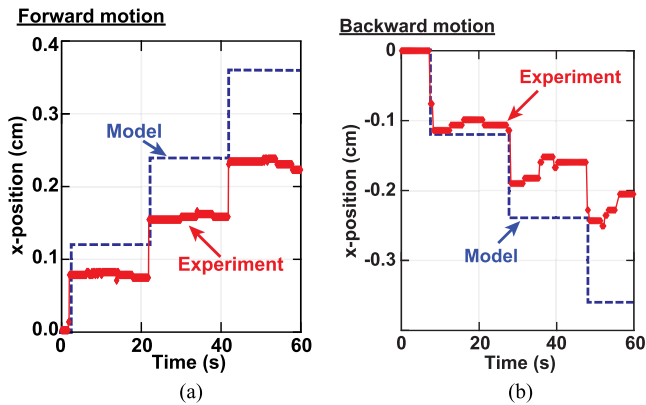 Forward motion
0.4
0.3
0.2
0.1
0.0
0
20
40
60
x-position (cm)
Time (s)
Model
Experiment
(a)
Backward motion
0
-0.1
-0.2
-0.3
0
20
40
60
x-position (cm)
Time (s)
Experiment
Model
(b)